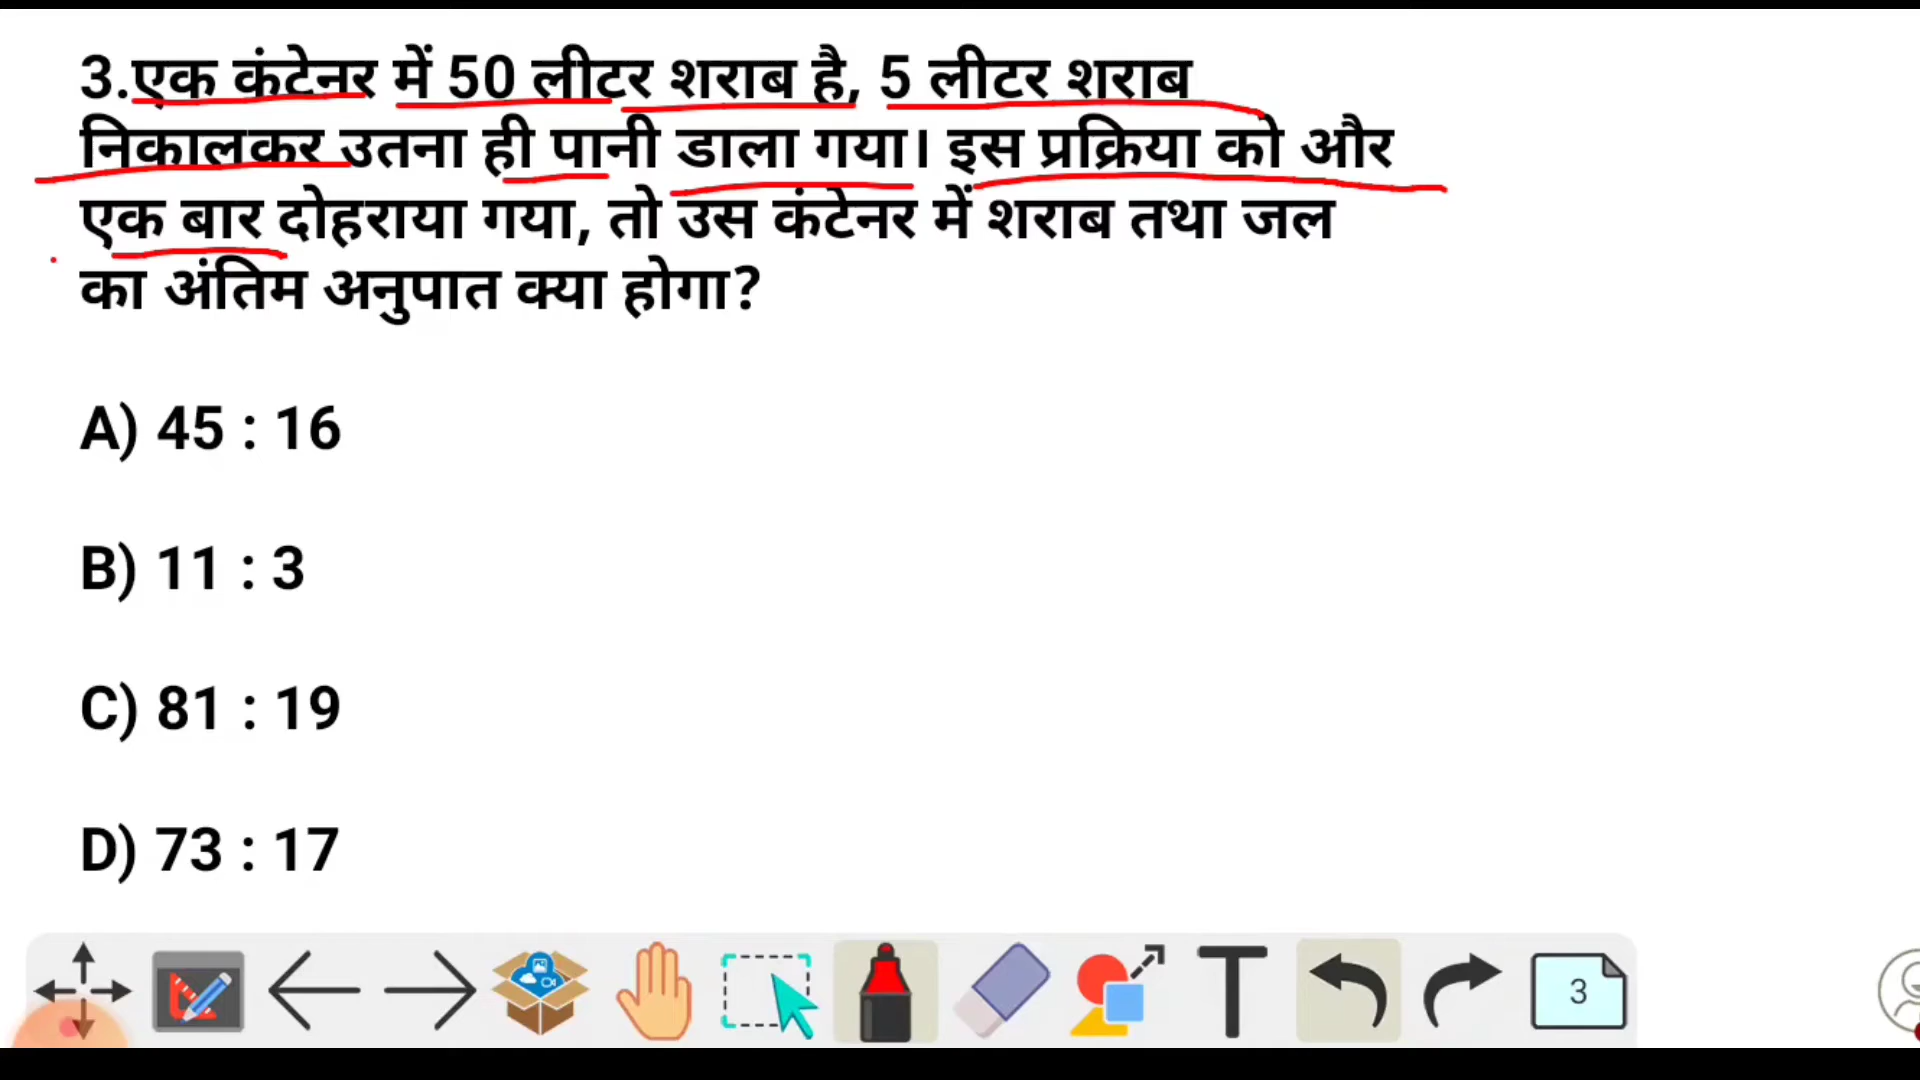 3.एक कंटेनर में 50 लीटर शराब है, 5 लीटर शराब
निकालकर उतना ही पानी डाला गया। इस प्रक्रिया को और
एक बार दोहराया गया, तो उस कंटेनर में शराब तथा जल
का अंतिम अनुपात क्या होगा?
A) 45 : 16
B) 11 : 3
C) 81 : 19
D) 73 : 17
T
3